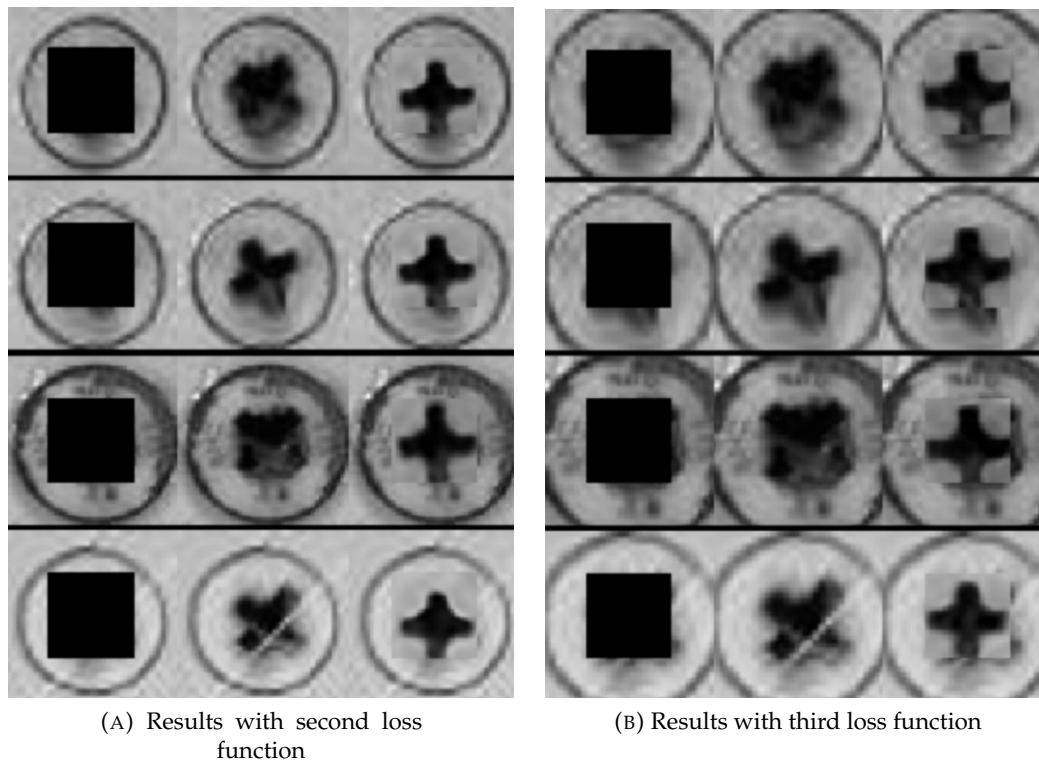 (A) Results with second loss
function
(B) Results with third loss function